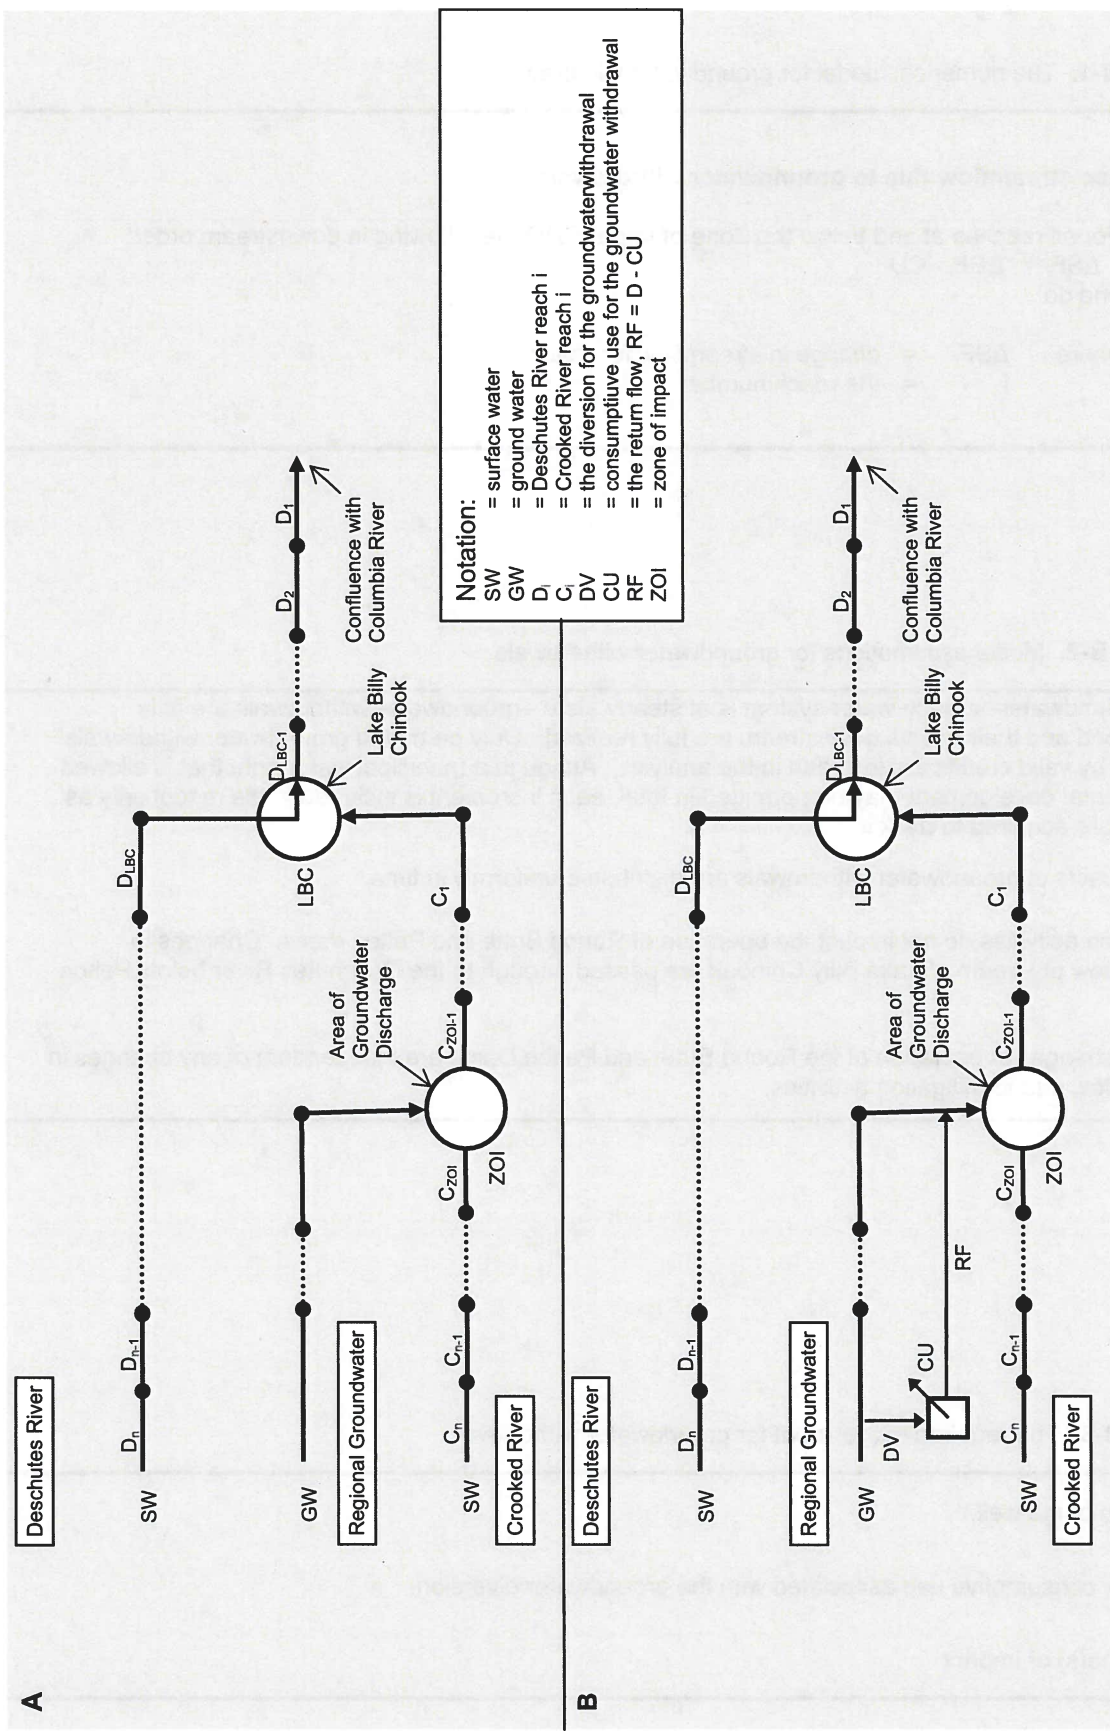 A
Deschutes River
SW
Dn
Dn-1
DLBC
LBC
DLBC-1
D2
D1
Lake Billy
Chinook
Confluence with
Columbia River
GW
Regional Groundwater
Area of
Groundwater
Discharge
SW
Cn
Cn-1
CZOI
ZOI
CZOI-1
C1
Crooked River
Notation:
SW = surface water
GW = ground water
Di = Deschutes River reach i
Ci = Crooked River reach i
DV = the diversion for the groundwaterwithdrawal
CU = consumptiuve use for the groundwater withdrawal
RF = the return flow, RF = D - CU
ZOI = zone of impact
B
Deschutes River
SW
Dn
Dn-1
DLBC
LBC
DLBC-1
D2
D1
Lake Billy
Chinook
Confluence with
Columbia River
Regional Groundwater
GW
DV
CU
RF
Area of
Groundwater
Discharge
SW
Cn
Cn-1
CZOI
ZOI
CZOI-1
C1
Crooked River